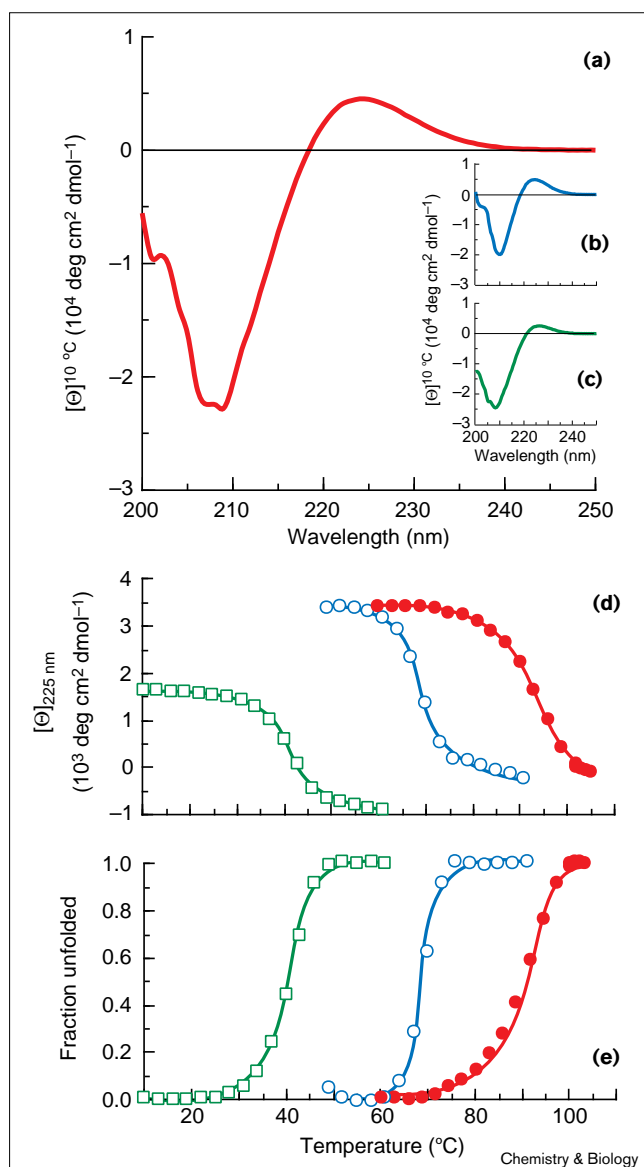 (a)
1
0
–1
–2
–3
[Θ]10 °C (104 deg cm2 dmol–1)
200 210 220 230 240 250
Wavelength (nm)
(b)
1
0
–1
–2
–3
(c)
1
0
–1
–2
–3
[Θ]10 °C (104 deg cm2 dmol–1)
200 220 240
Wavelength (nm)
(d)
4
3
2
1
0
–1
[Θ]225 nm
(103 deg cm2 dmol–1)
(e)
1.0
0.8
0.6
0.4
0.2
0.0
Fraction unfolded
20 40 60 80 100
Temperature (°C)
Chemistry & Biology